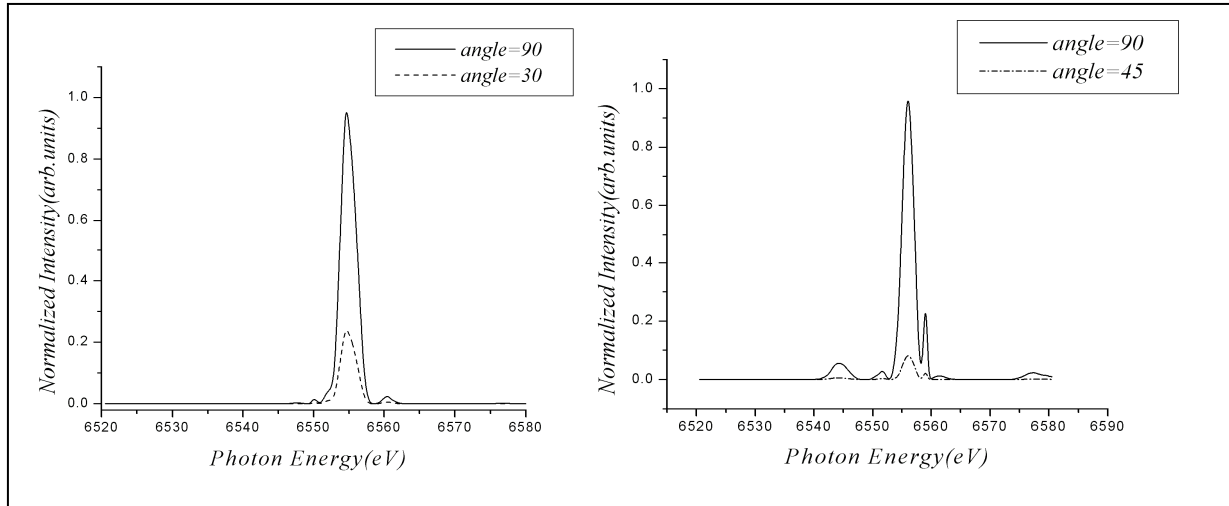 angle=90
angle=30
Normalized Intensity(arb.units)
1.0
0.8
0.6
0.4
0.2
0.0
6520 6530 6540 6550 6560 6570 6580
Photon Energy(eV)
angle=90
angle=45
Normalized Intensity(arb.units)
1.0
0.8
0.6
0.4
0.2
0.0
6520 6530 6540 6550 6560 6570 6580 6590
Photon Energy(eV)